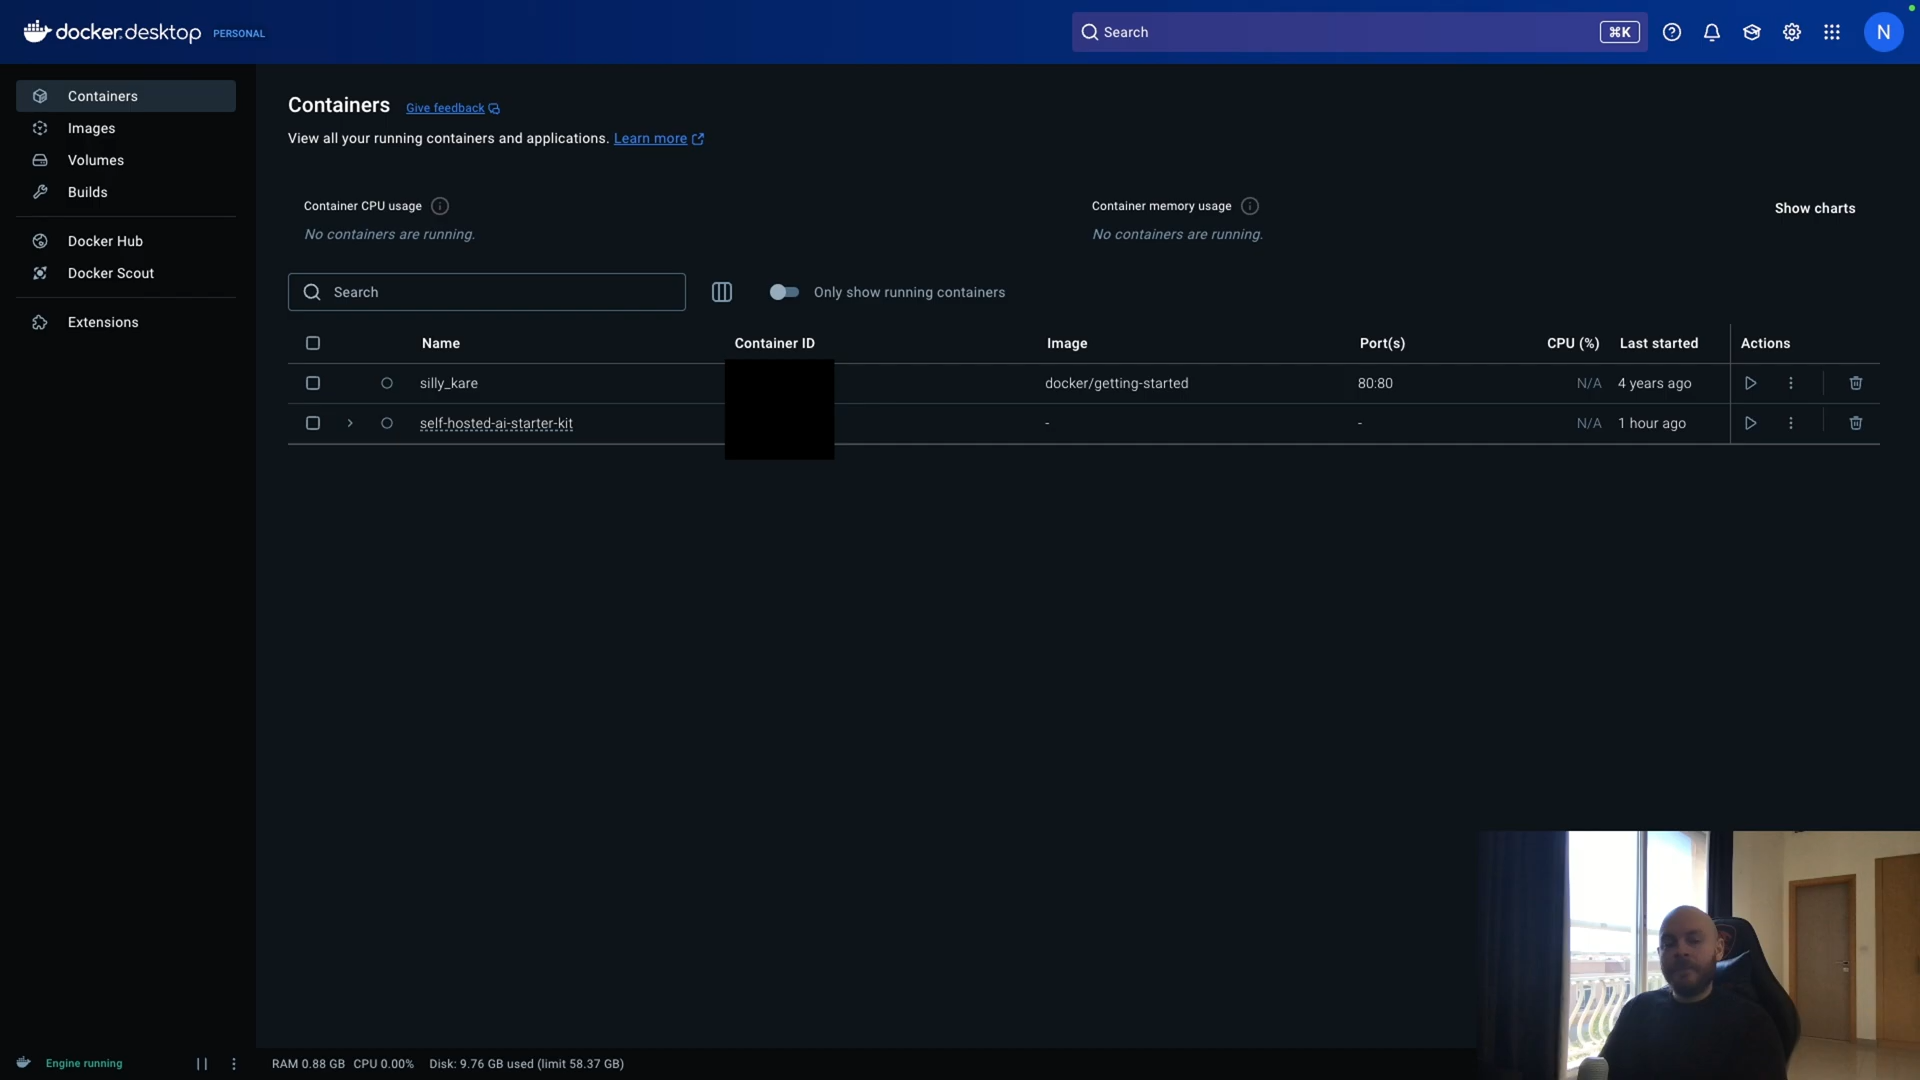 docker desktop PERSONAL
Search ⌘K
N
Containers
Images
Volumes
Builds
Docker Hub
Docker Scout
Extensions
Containers Give feedback
View all your running containers and applications. Learn more
Container CPU usage
No containers are running.
Container memory usage
No containers are running.
Show charts
Search
Only show running containers
Name Container ID Image Port(s) CPU (%) Last started Actions
silly_kare docker/getting-started 80:80 N/A 4 years ago
self-hosted-ai-starter-kit - - N/A 1 hour ago
Engine running
RAM 0.88 GB CPU 0.00% Disk: 9.76 GB used (limit 58.37 GB)